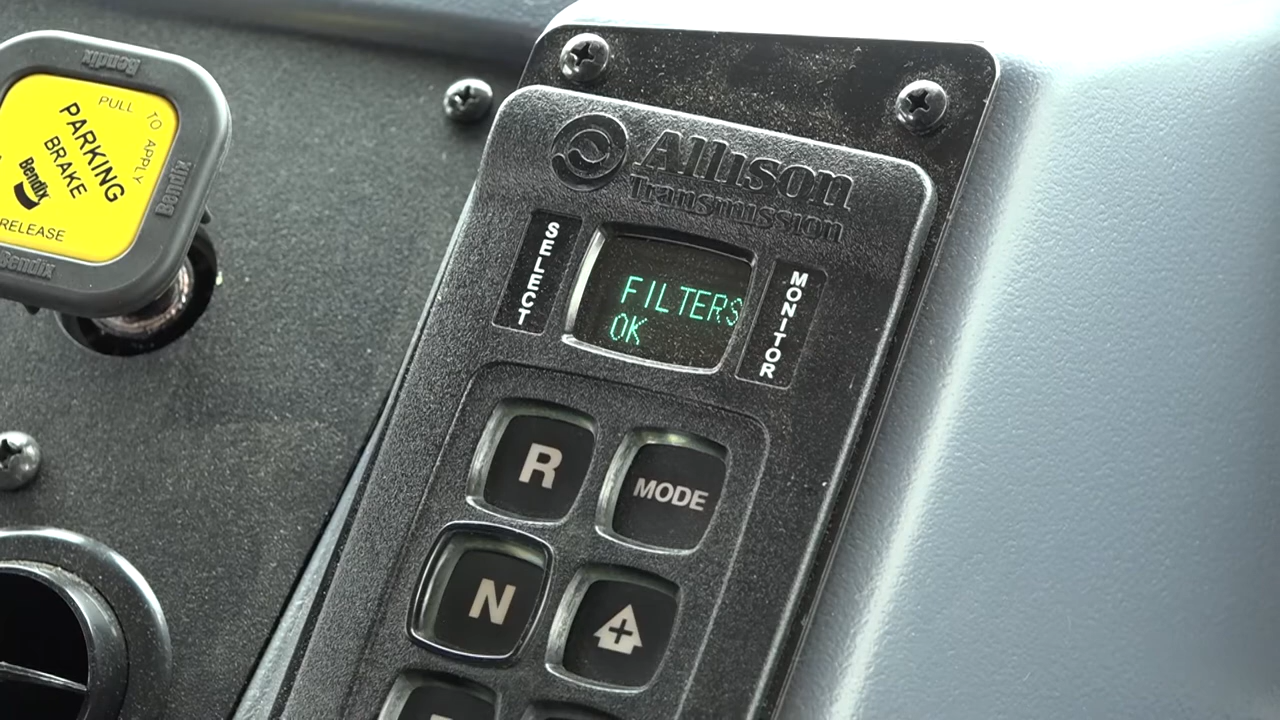 Bendix
PULL TO APPLY
PARKING
BRAKE
Bendix
RELEASE
Bendix
Bendix
Allison
Transmission
SELECT
FILTERS
OK
MONITOR
R
MODE
N